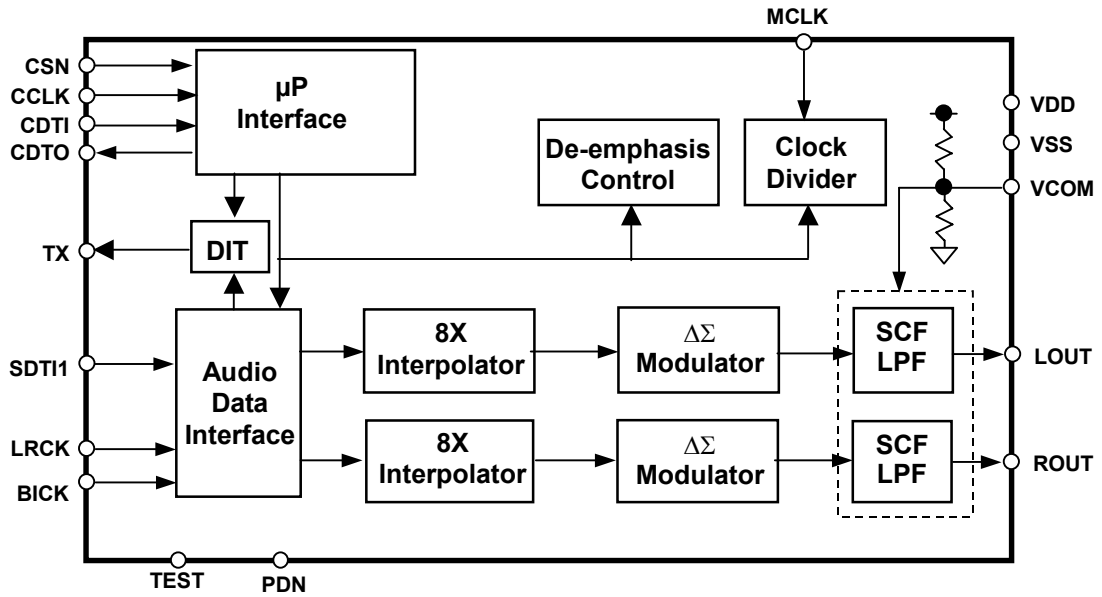 MCLK
CSN
CCLK
CDTI
CDTO
µP
Interface
De-emphasis
Control
Clock
Divider
VDD
VSS
VCOM
TX
DIT
SDTI1
LRCK
BICK
Audio
Data
Interface
8X
Interpolator
ΔΣ
Modulator
SCF
LPF
LOUT
8X
Interpolator
ΔΣ
Modulator
SCF
LPF
ROUT
TEST
PDN